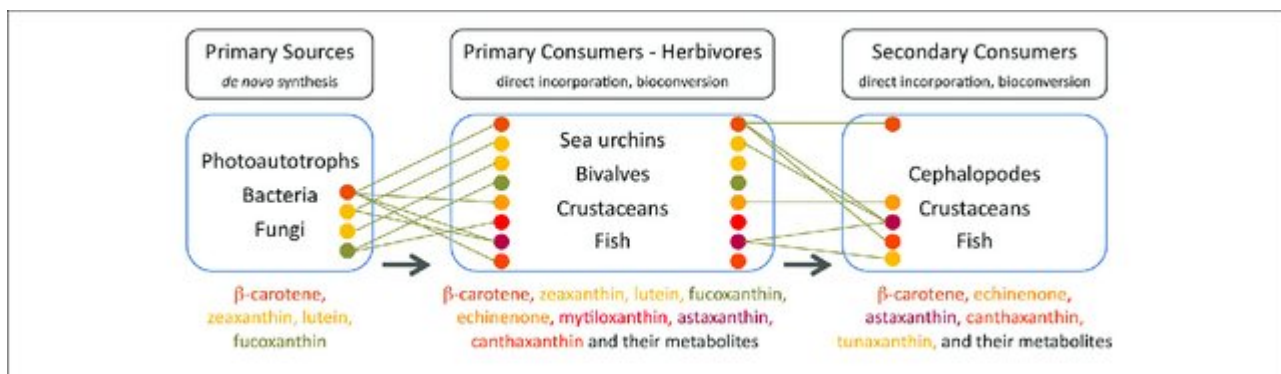 Primary Sources
de novo synthesis
Primary Consumers - Herbivores
direct incorporation, bioconversion
Secondary Consumers
direct incorporation, bioconversion
Photoautotrophs
Bacteria
Fungi
Sea urchins
Bivalves
Crustaceans
Fish
Cephalopodes
Crustaceans
Fish
β-carotene,
zeaxanthin, lutein,
fucoxanthin
β-carotene, zeaxanthin, lutein, fucoxanthin,
echinenone, mytiloxanthin, astaxanthin,
canthaxanthin and their metabolites
β-carotene, echinenone,
astaxanthin, canthaxanthin,
tunaxanthin, and their metabolites